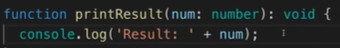 function printResult(num: number): void {
console.log('Result: ' + num);